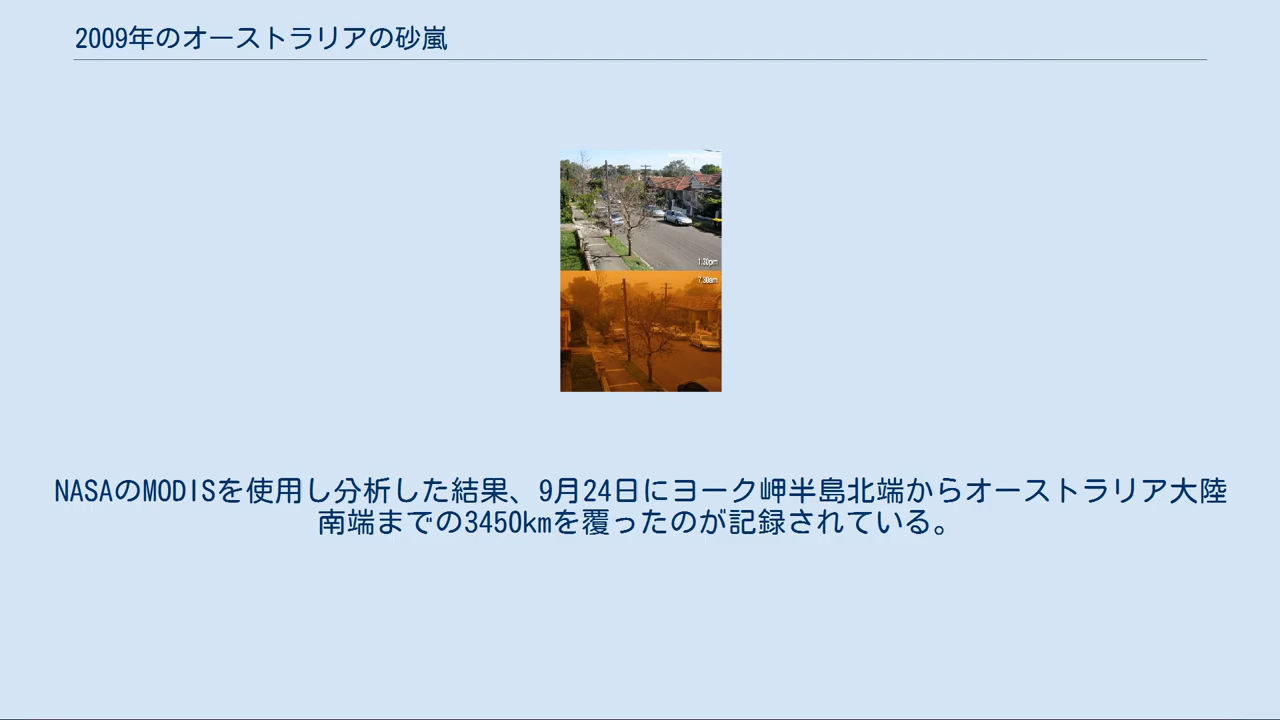 2009年のオーストラリアの砂嵐
1.30pm
7.30am
NASAのMODISを使用し分析した結果、9月24日にヨーク岬半島北端からオーストラリア大陸
南端までの3450kmを覆ったのが記録されている。